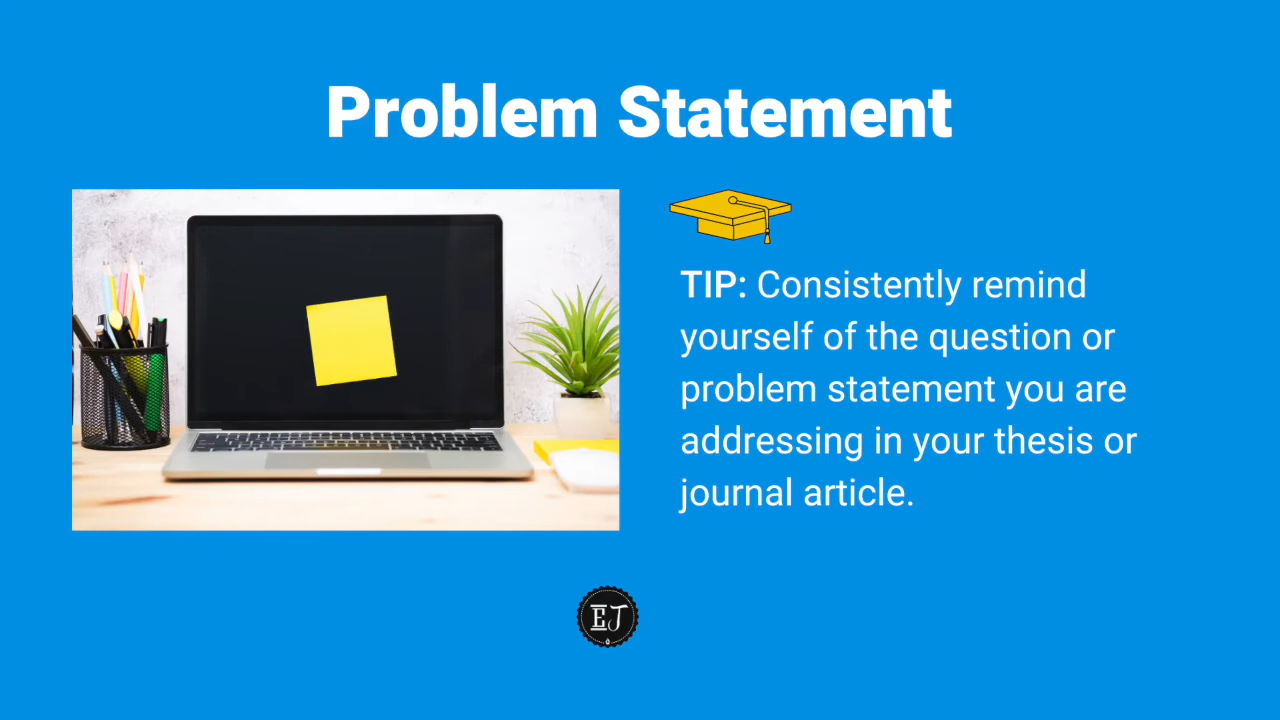 Problem Statement
TIP: Consistently remind
yourself of the question or
problem statement you are
addressing in your thesis or
journal article.
EJ